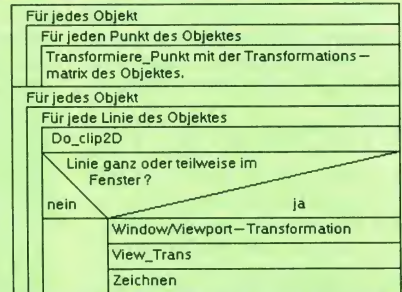 Für jedes Objekt
Für jeden Punkt des Objektes
Transformiere_Punkt mit der Transformations–
matrix des Objektes.
Für jedes Objekt
Für jede Linie des Objektes
Do_clip2D
Linie ganz oder teilweise im
Fenster ?
nein
ja
Window/Viewport–Transformation
View_Trans
Zeichnen